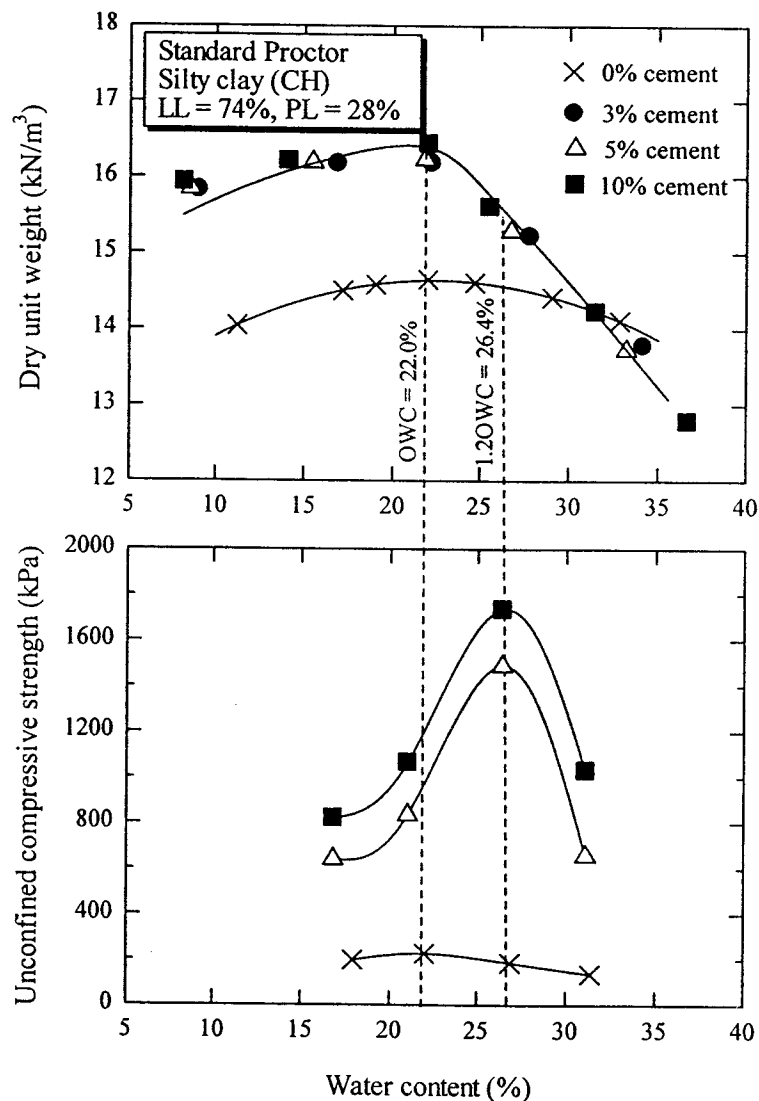 18
17
16
15
14
13
12
Dry unit weight (kN/m³)
Standard Proctor
Silty clay (CH)
LL = 74%, PL = 28%
0% cement
3% cement
5% cement
10% cement
OWC = 22.0%
1.2OWC = 26.4%
5 10 15 20 25 30 35 40
2000
1600
1200
800
400
0
Unconfined compressive strength (kPa)
5 10 15 20 25 30 35 40
Water content (%)